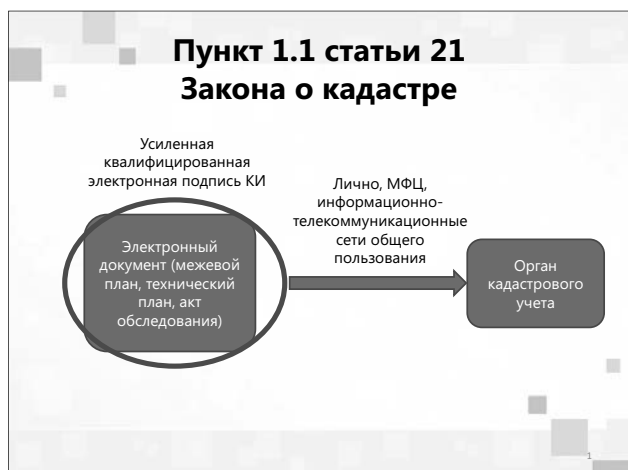 Пункт 1.1 статьи 21
Закона о кадастре
Усиленная
квалифицированная
электронная подпись КИ
Лично, МФЦ,
информационно-
телекоммуникационные
сети общего
пользования
Электронный
документ (межевой
план, технический
план, акт
обследования)
Орган
кадастрового
учета
1